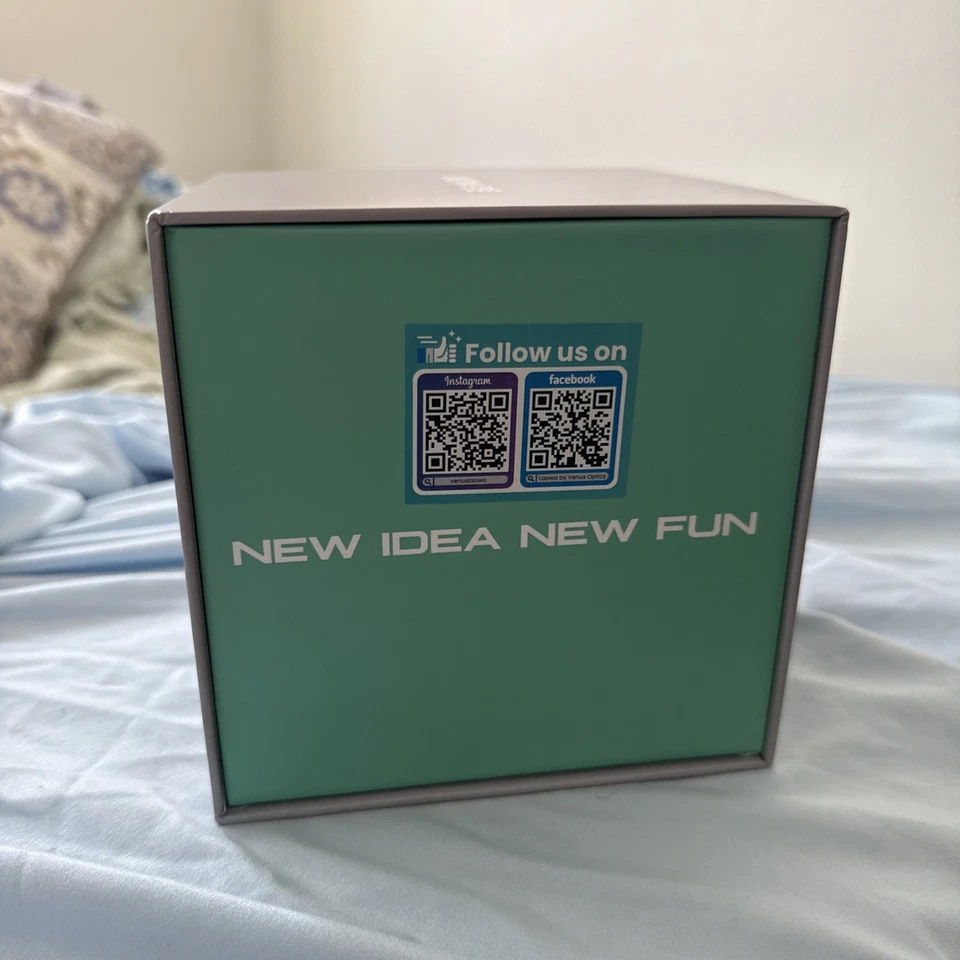 Follow us on
Instagram
facebook
venuslaowa
Laowa by Venus Optics
NEW IDEA NEW FUN